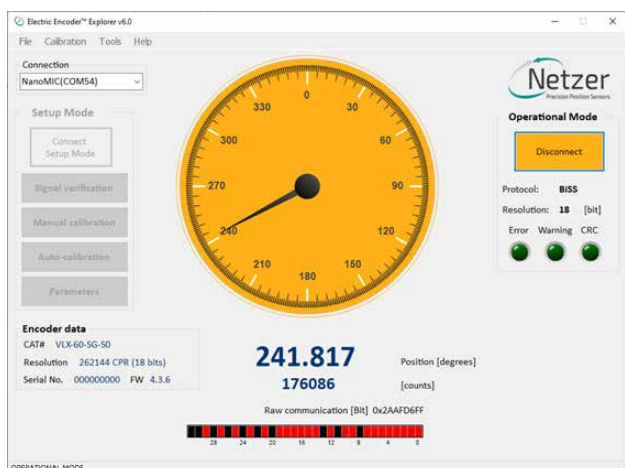 Electric Encoder™ Explorer v6.0
File Calibration Tools Help
Connection
NanoMIC(COM54)
Setup Mode
Connect
Setup Mode
Signal verification
Manual calibration
Auto-calibration
Parameters
0
30
60
90
120
150
180
210
240
270
300
330
Netzer
Precision Position Sensors
Operational Mode
Disconnect
Protocol: BiSS
Resolution: 18 [bit]
Error Warning CRC
Encoder data
CAT# VLX-60-SG-S0
Resolution 262144 CPR (18 bits)
Serial No. 000000000 FW 4.3.6
241.817 Position [degrees]
176086 [counts]
Raw communication [Bit] 0x2AAFD6FF
28 24 20 16 12 8 4 0
OPERATIONAL MODE